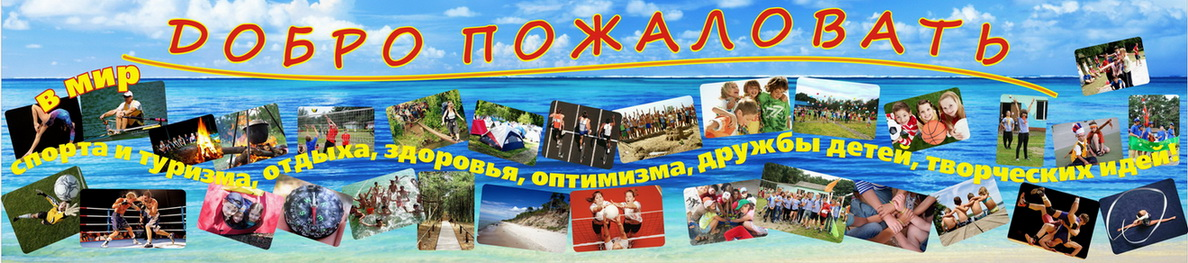 ДОБРО ПОЖАЛОВАТЬ
в мир
спорта и туризма, отдыха, здоровья, оптимизма, дружбы детей, творческих идей!